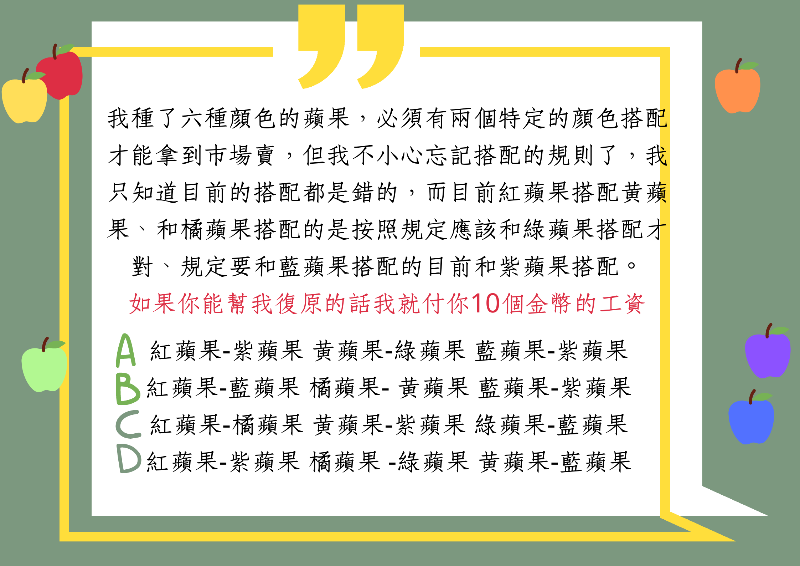 我種了六種顏色的蘋果，必須有兩個特定的顏色搭配
才能拿到市場賣，但我不小心忘記搭配的規則了，我
只知道目前的搭配都是錯的，而目前紅蘋果搭配黃蘋
果、和橘蘋果搭配的是按照規定應該和綠蘋果搭配才
對、規定要和藍蘋果搭配的目前和紫蘋果搭配。
如果你能幫我復原的話我就付你10個金幣的工資
A 紅蘋果-紫蘋果 黃蘋果-綠蘋果 藍蘋果-紫蘋果
B 紅蘋果-藍蘋果 橘蘋果- 黃蘋果 藍蘋果-紫蘋果
C 紅蘋果-橘蘋果 黃蘋果-紫蘋果 綠蘋果-藍蘋果
D 紅蘋果-紫蘋果 橘蘋果 -綠蘋果 黃蘋果-藍蘋果